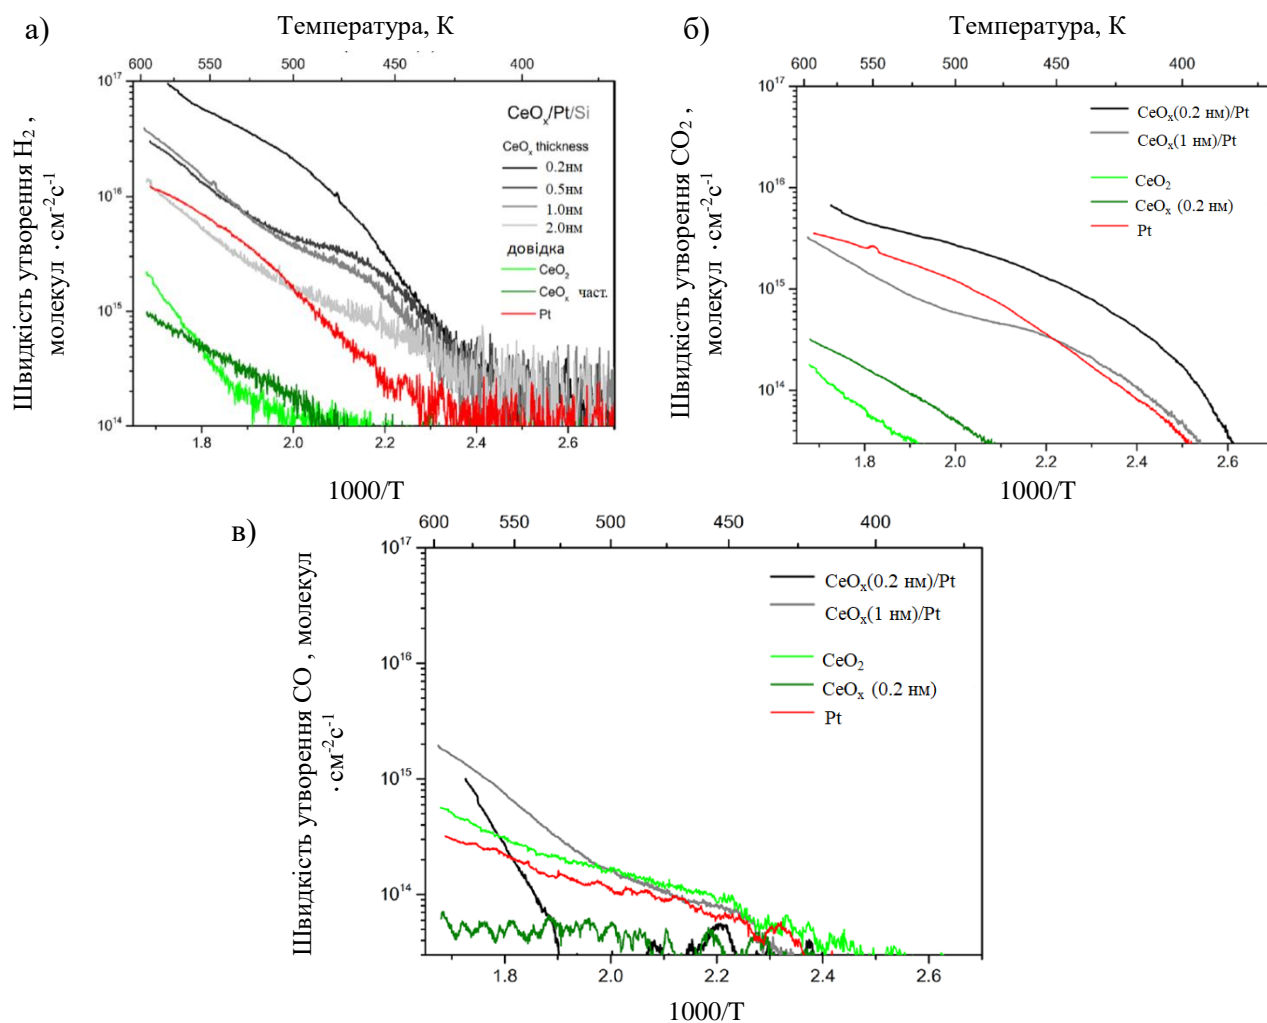 а)
Температура, К
600 550 500 450 400
Швидкість утворення H₂ ,
молекул · см⁻²с⁻¹
10¹⁷
10¹⁶
10¹⁵
10¹⁴
CeOₓ/Pt/Si
CeOₓ thickness
0.2нм
0.5нм
1.0нм
2.0нм
довідка
CeO₂
CeOₓ част.
Pt
1.8 2.0 2.2 2.4 2.6
1000/T
б)
Температура, К
600 550 500 450 400
Швидкість утворення CO₂ ,
молекул · см⁻²с⁻¹
10¹⁷
10¹⁶
10¹⁵
10¹⁴
CeOₓ(0.2 нм)/Pt
CeOₓ(1 нм)/Pt
CeO₂
CeOₓ (0.2 нм)
Pt
1.8 2.0 2.2 2.4 2.6
1000/T
в)
600 550 500 450 400
Швидкість утворення CO , молекул
· см⁻²с⁻¹
10¹⁷
10¹⁶
10¹⁵
10¹⁴
CeOₓ(0.2 нм)/Pt
CeOₓ(1 нм)/Pt
CeO₂
CeOₓ (0.2 нм)
Pt
1.8 2.0 2.2 2.4 2.6
1000/T